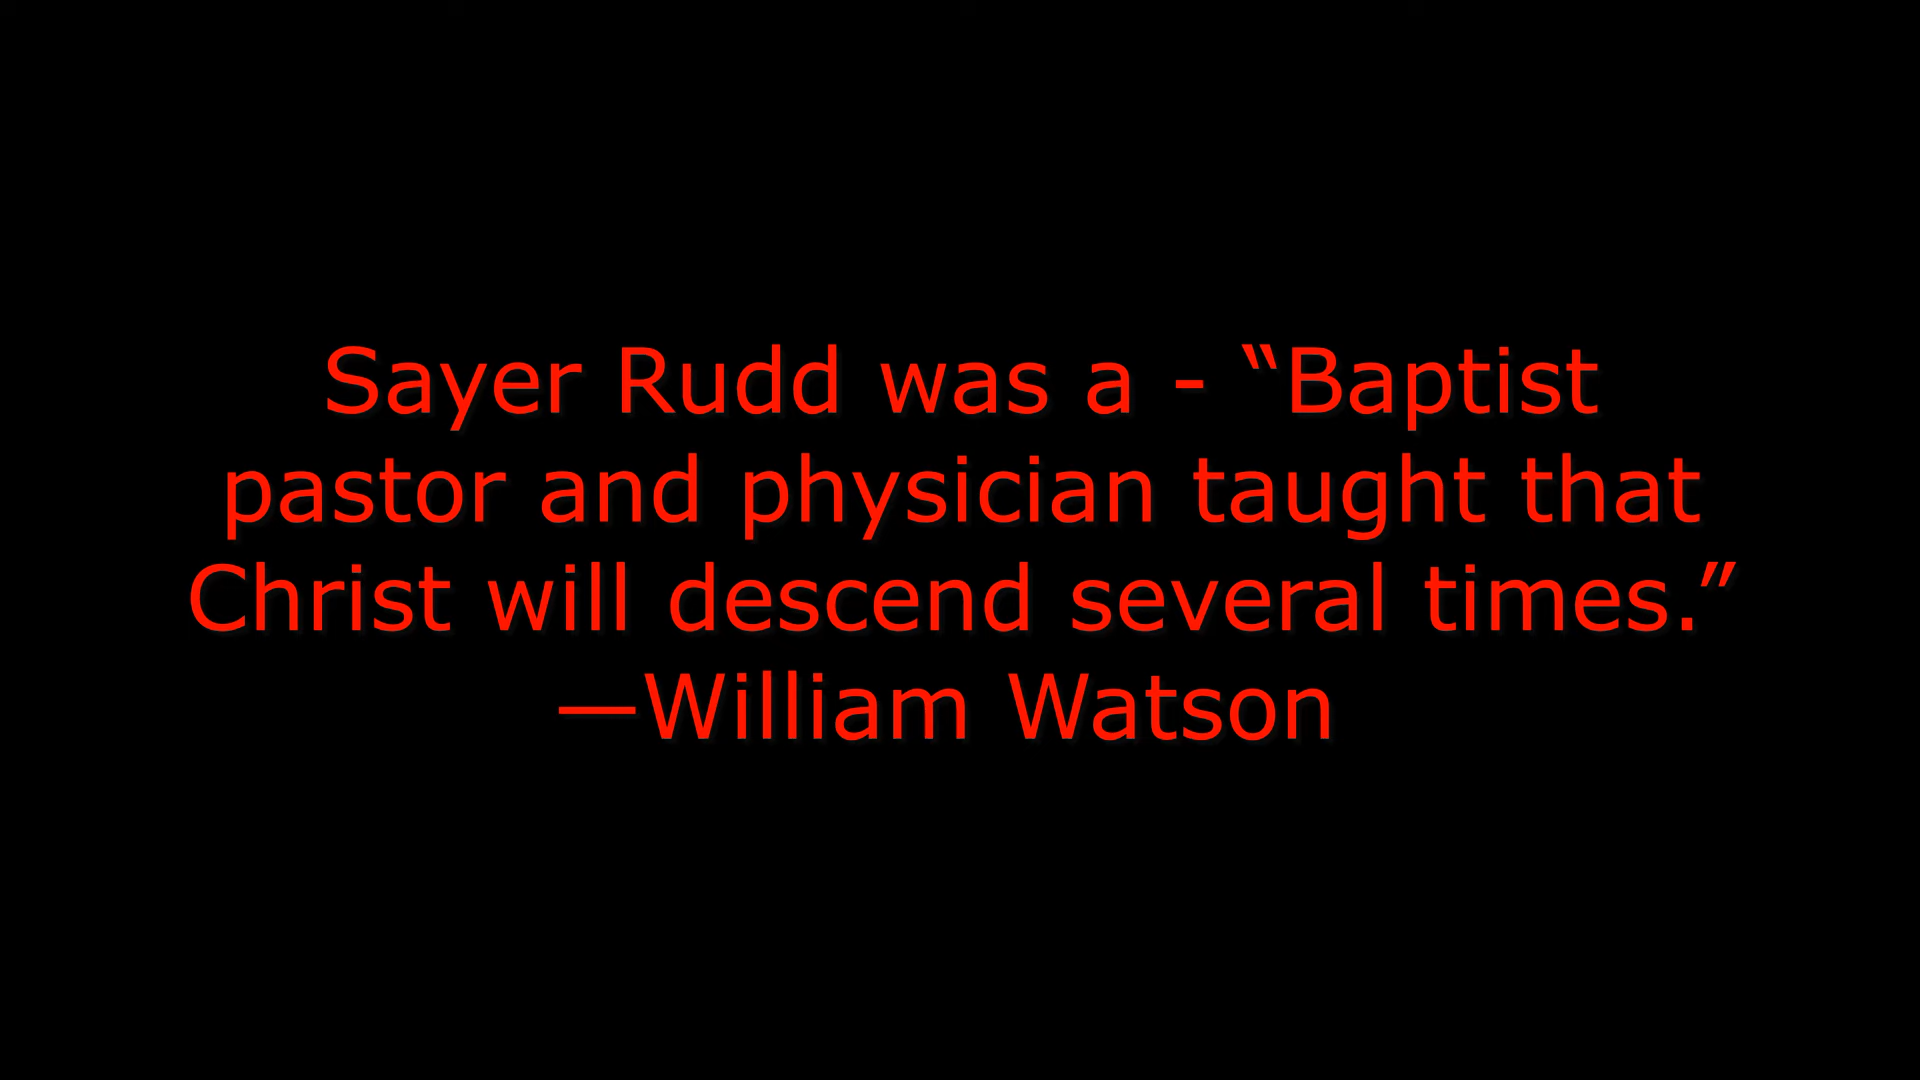 Sayer Rudd was a - “Baptist
pastor and physician taught that
Christ will descend several times.”
—William Watson